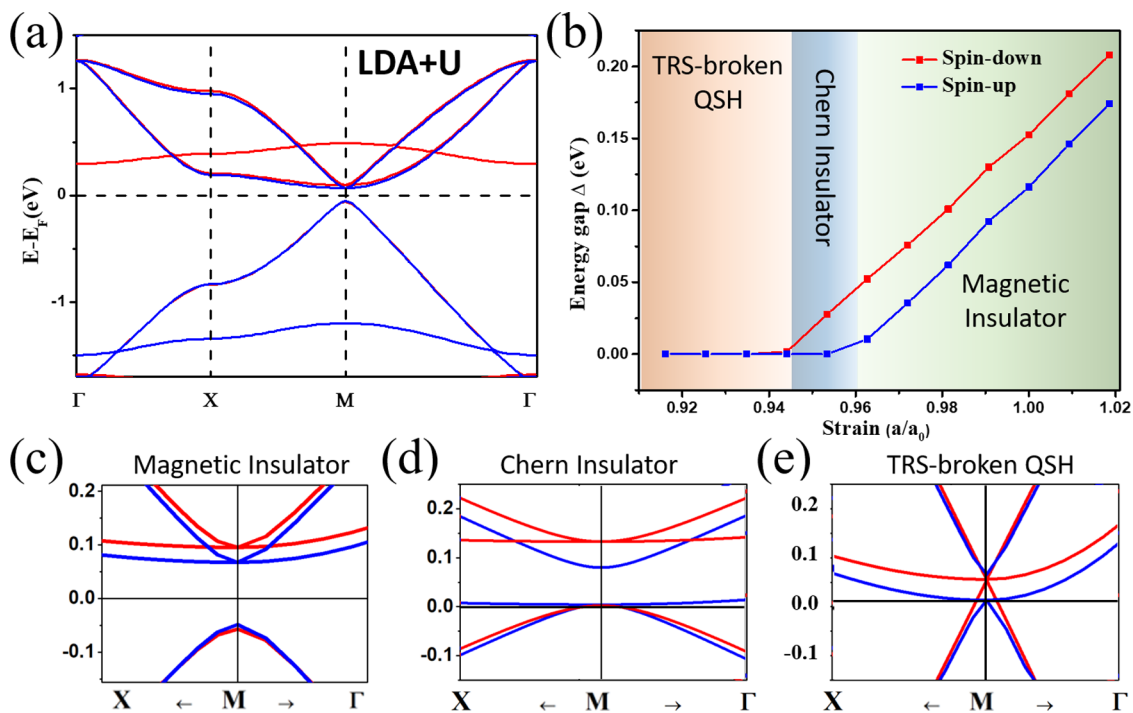 (a)
LDA+U
E-E_F(eV)
1
0
-1
Γ
X
M
Γ
(b)
TRS-broken
QSH
Chern Insulator
Spin-down
Spin-up
Magnetic
Insulator
Energy gap Δ (eV)
0.20
0.15
0.10
0.05
0.00
0.92
0.94
0.96
0.98
1.00
1.02
Strain (a/a₀)
(c)
Magnetic Insulator
0.2
0.1
0.0
-0.1
X ← M → Γ
(d)
Chern Insulator
0.2
0.1
0.0
-0.1
X ← M → Γ
(e)
TRS-broken QSH
0.2
0.1
0.0
-0.1
X ← M → Γ